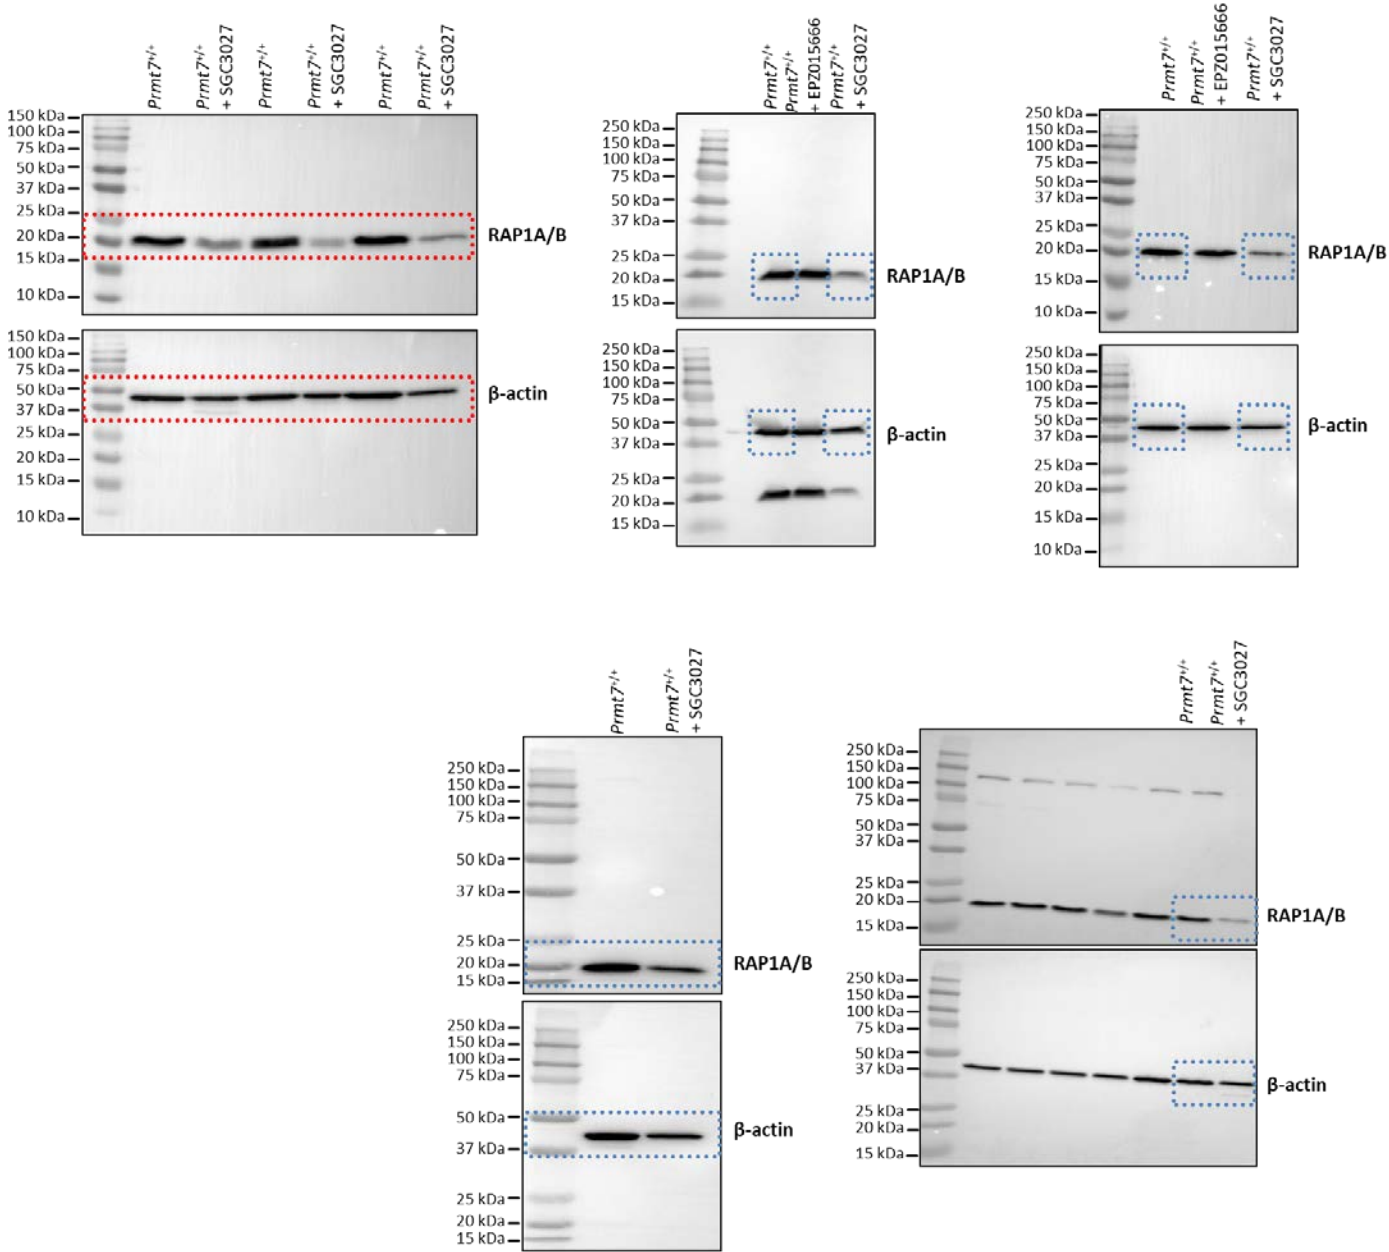 Prmt7+/+
Prmt7+/+
+ SGC3027
Prmt7+/+
Prmt7+/+
+ SGC3027
Prmt7+/+
Prmt7+/+
+ SGC3027
150 kDa
100 kDa
75 kDa
50 kDa
37 kDa
25 kDa
20 kDa
15 kDa
10 kDa
RAP1A/B
150 kDa
100 kDa
75 kDa
50 kDa
37 kDa
25 kDa
20 kDa
15 kDa
10 kDa
β-actin
Prmt7+/+
Prmt7+/+
+ EPZ015666
Prmt7+/+
+ SGC3027
250 kDa
150 kDa
100 kDa
75 kDa
50 kDa
37 kDa
25 kDa
20 kDa
15 kDa
RAP1A/B
250 kDa
150 kDa
100 kDa
75 kDa
50 kDa
37 kDa
25 kDa
20 kDa
15 kDa
β-actin
Prmt7+/+
Prmt7+/+
+ EPZ015666
Prmt7+/+
+ SGC3027
250 kDa
150 kDa
100 kDa
75 kDa
50 kDa
37 kDa
25 kDa
20 kDa
15 kDa
10 kDa
RAP1A/B
250 kDa
150 kDa
100 kDa
75 kDa
50 kDa
37 kDa
25 kDa
20 kDa
15 kDa
10 kDa
β-actin
Prmt7+/+
Prmt7+/+
+ SGC3027
250 kDa
150 kDa
100 kDa
75 kDa
50 kDa
37 kDa
25 kDa
20 kDa
15 kDa
RAP1A/B
250 kDa
150 kDa
100 kDa
75 kDa
50 kDa
37 kDa
25 kDa
20 kDa
15 kDa
β-actin
Prmt7+/+
Prmt7+/+
+ SGC3027
250 kDa
150 kDa
100 kDa
75 kDa
50 kDa
37 kDa
25 kDa
20 kDa
15 kDa
RAP1A/B
250 kDa
150 kDa
100 kDa
75 kDa
50 kDa
37 kDa
25 kDa
20 kDa
15 kDa
β-actin